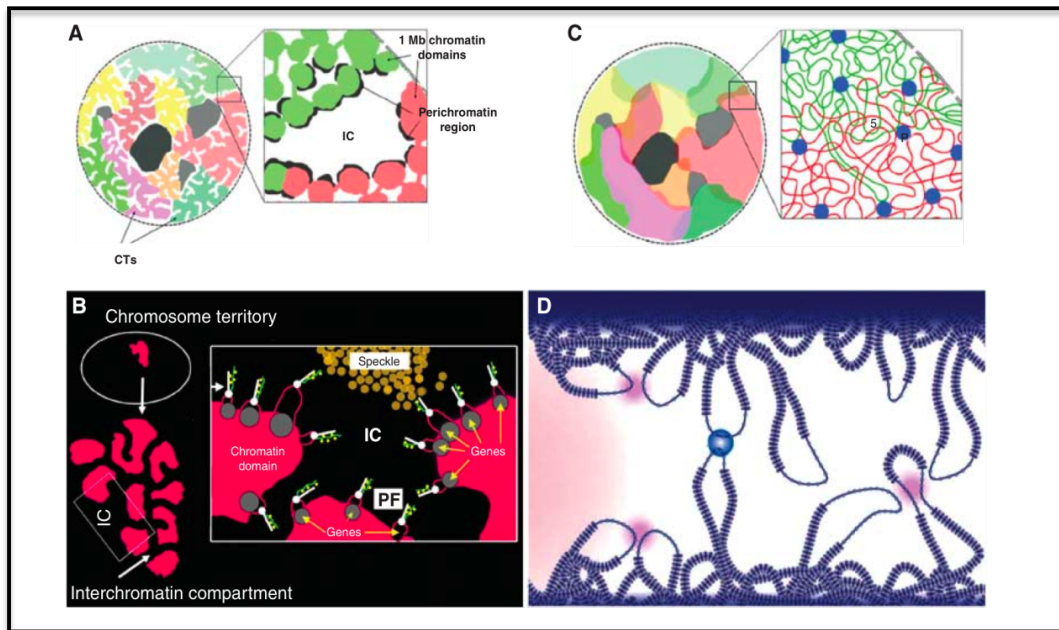 A
1 Mb chromatin
domains
Perichromatin
region
IC
CTs
C
5
P
B
Chromosome territory
IC
Interchromatin compartment
Speckle
IC
Chromatin
domain
Genes
PF
Genes
D